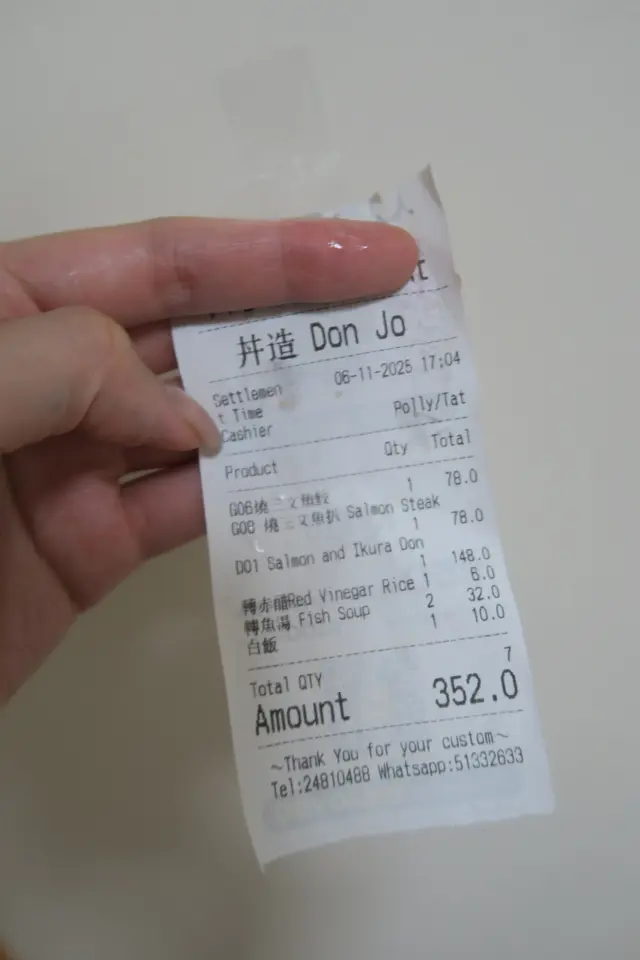 丼造 Don Jo
Settlemen 06-11-2025 17:04
t Time
Cashier Polly/Tat
Product Qty Total
G06燒三文魚鮫 1 78.0
G08 燒三文魚扒 Salmon Steak
1 78.0
D01 Salmon and Ikura Don
1 148.0
轉赤醋Red Vinegar Rice 1 6.0
轉魚湯 Fish Soup 2 32.0
白飯 1 10.0
Total QTY 7
Amount 352.0
~Thank You for your custom~
Tel:24810488 Whatsapp:51332633